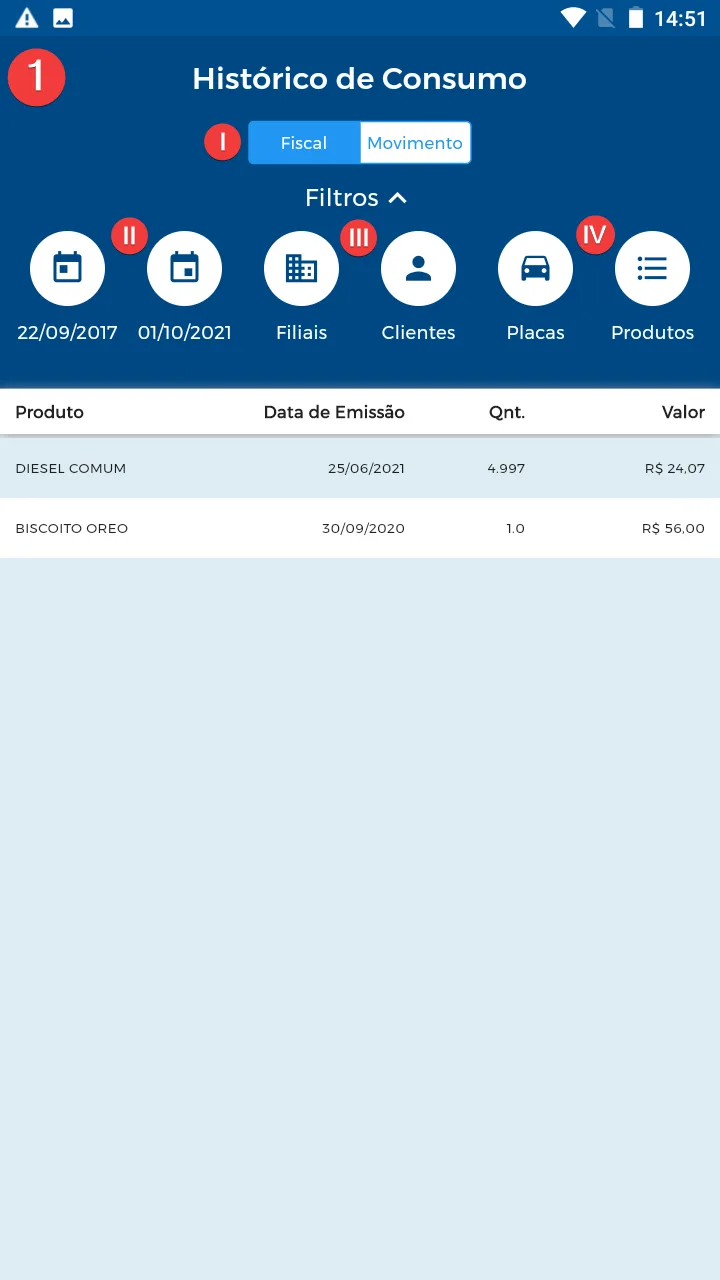 14:51
1 Histórico de Consumo
I Fiscal Movimento
Filtros
II III IV
22/09/2017 01/10/2021 Filiais Clientes Placas Produtos
Produto Data de Emissão Qnt. Valor
DIESEL COMUM 25/06/2021 4.997 R$ 24,07
BISCOITO OREO 30/09/2020 1.0 R$ 56,00